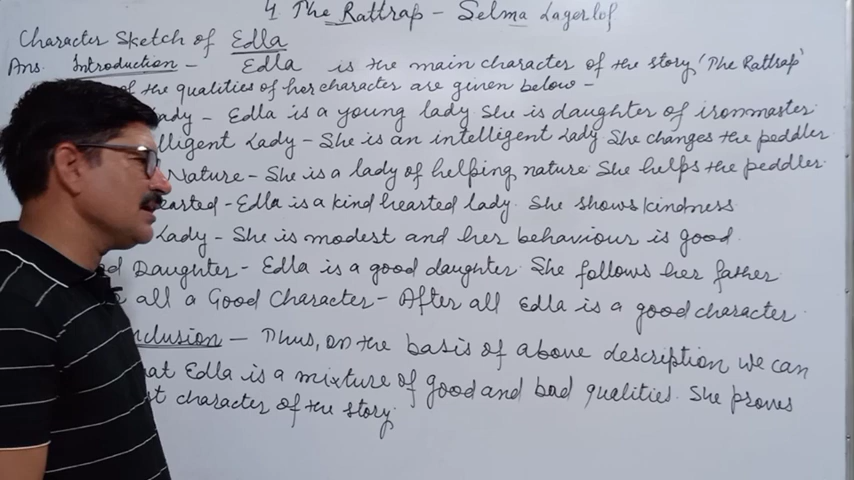 4 The Rattrap - Selma Lagerlof
Character Sketch of Edla
Ans. Introduction - Edla is the main character of the story 'The Rattrap'
of the qualities of her character are given below -
Lady - Edla is a young lady She is daughter of ironmaster.
lligent Lady - She is an intelligent Lady She changes the peddler.
Nature - She is a lady of helping nature. She helps the peddler.
earted - Edla is a kind hearted lady. She shows kindness
Lady - She is modest and her behaviour is good.
d Daughter - Edla is a good daughter. She follows her father
all a Good Character - After all Edla is a good character.
nclusion - Thus, on the basis of above description we can
at Edla is a mixture of good and bad qualities. She proves
st character of the story.